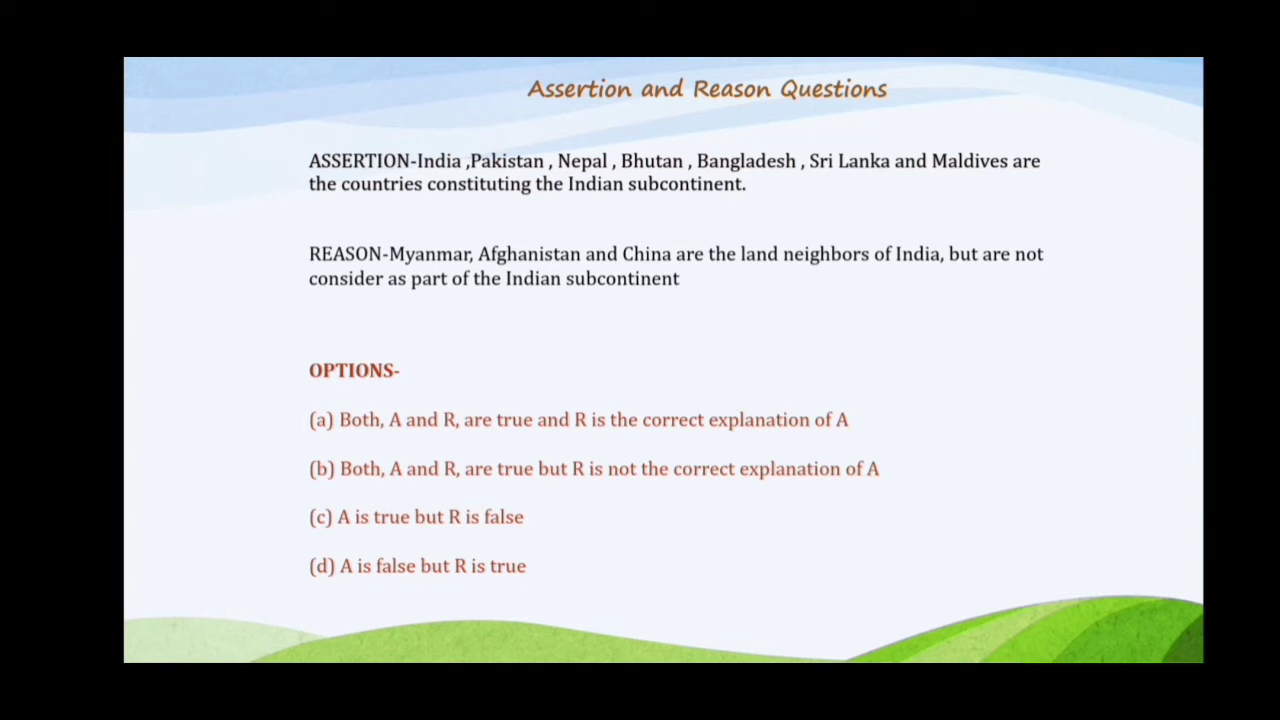 Assertion and Reason Questions
ASSERTION-India ,Pakistan , Nepal , Bhutan , Bangladesh , Sri Lanka and Maldives are
the countries constituting the Indian subcontinent.
REASON-Myanmar, Afghanistan and China are the land neighbors of India, but are not
consider as part of the Indian subcontinent
OPTIONS-
(a) Both, A and R, are true and R is the correct explanation of A
(b) Both, A and R, are true but R is not the correct explanation of A
(c) A is true but R is false
(d) A is false but R is true